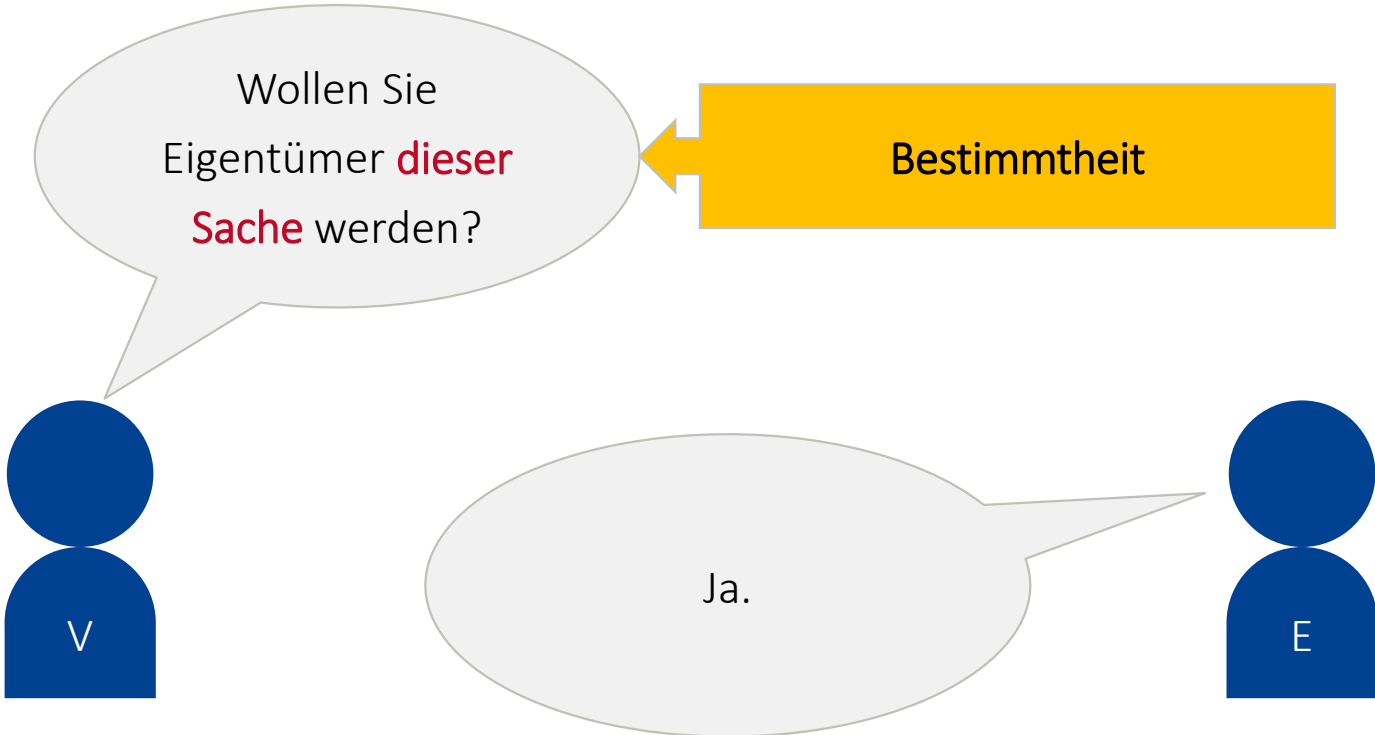 Wollen Sie
Eigentümer dieser
Sache werden?
Bestimmtheit
Ja.
V
E